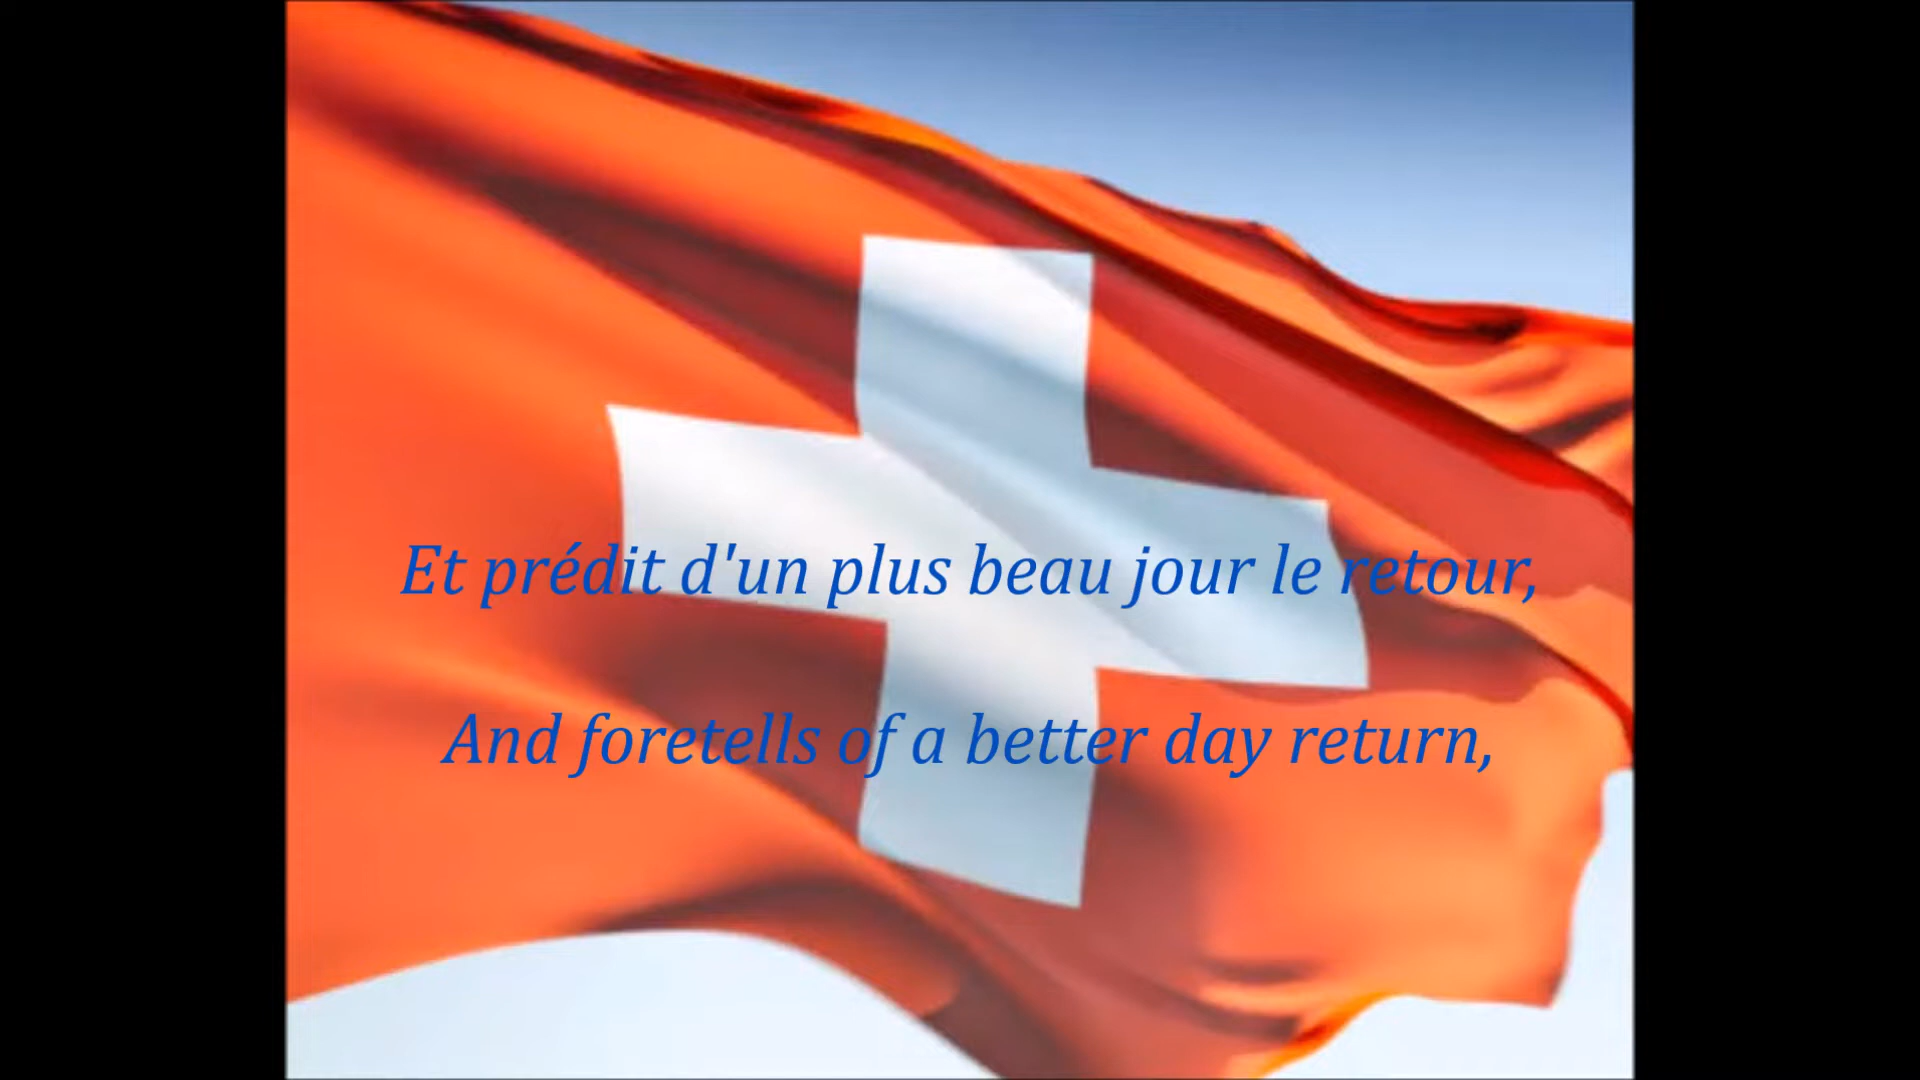 Et prédit d'un plus beau jour le retour,
And foretells of a better day return,